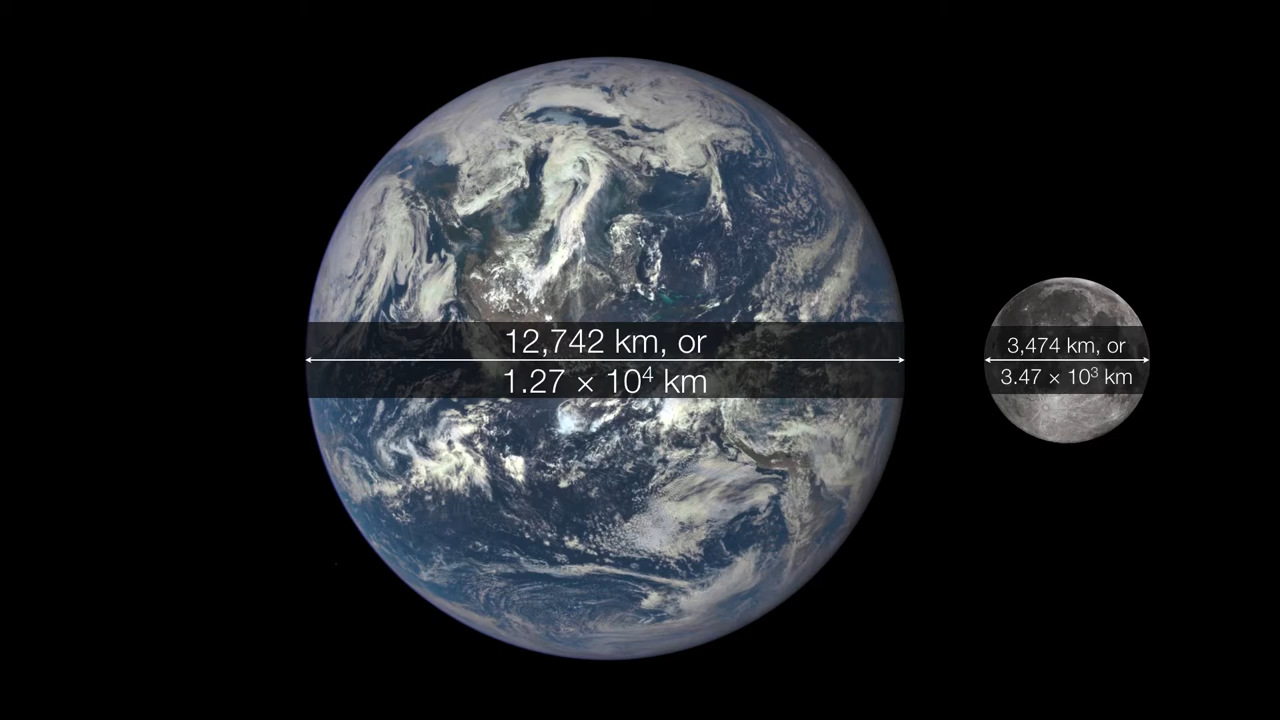 12,742 km, or
1.27 × 10⁴ km
3,474 km, or
3.47 × 10³ km